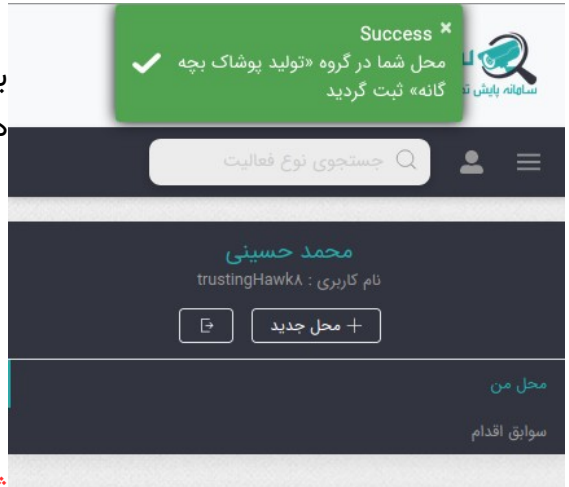 Success ×
محل شما در گروه «تولید پوشاک بچه
گانه» ثبت گردید
جستجوی نوع فعالیت
محمد حسینی
نام کاربری : trustingHawk۸
+ محل جدید
محل من
سوابق اقدام